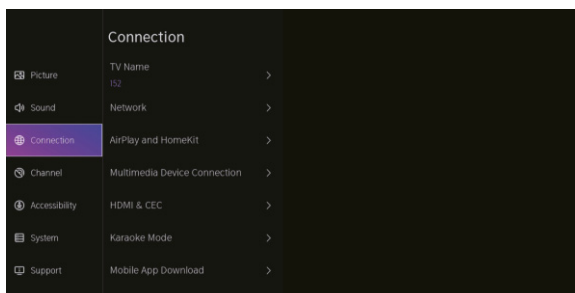 Connection
Picture
Sound
Connection
Channel
Accessibility
System
Support
TV Name
152
Network
AirPlay and HomeKit
Multimedia Device Connection
HDMI & CEC
Karaoke Mode
Mobile App Download